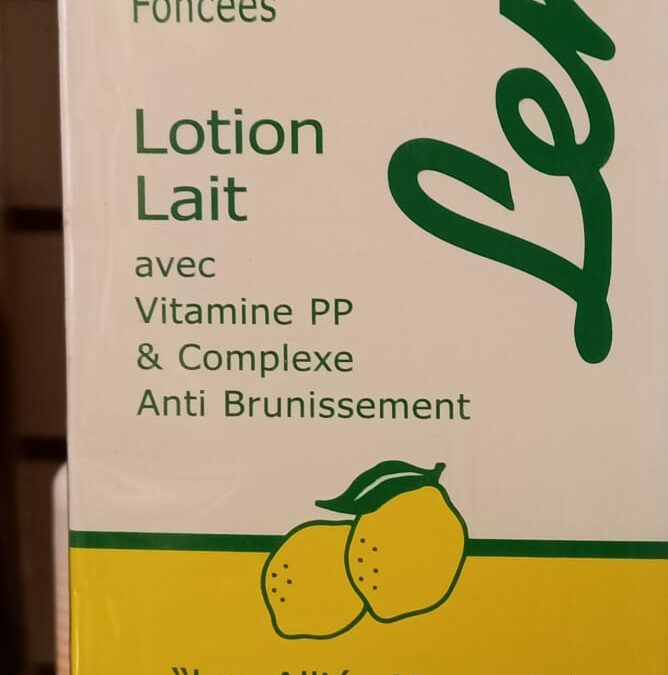 Foncées
Lotion
Lait
avec
Vitamine PP
& Complexe
Anti Brunissement